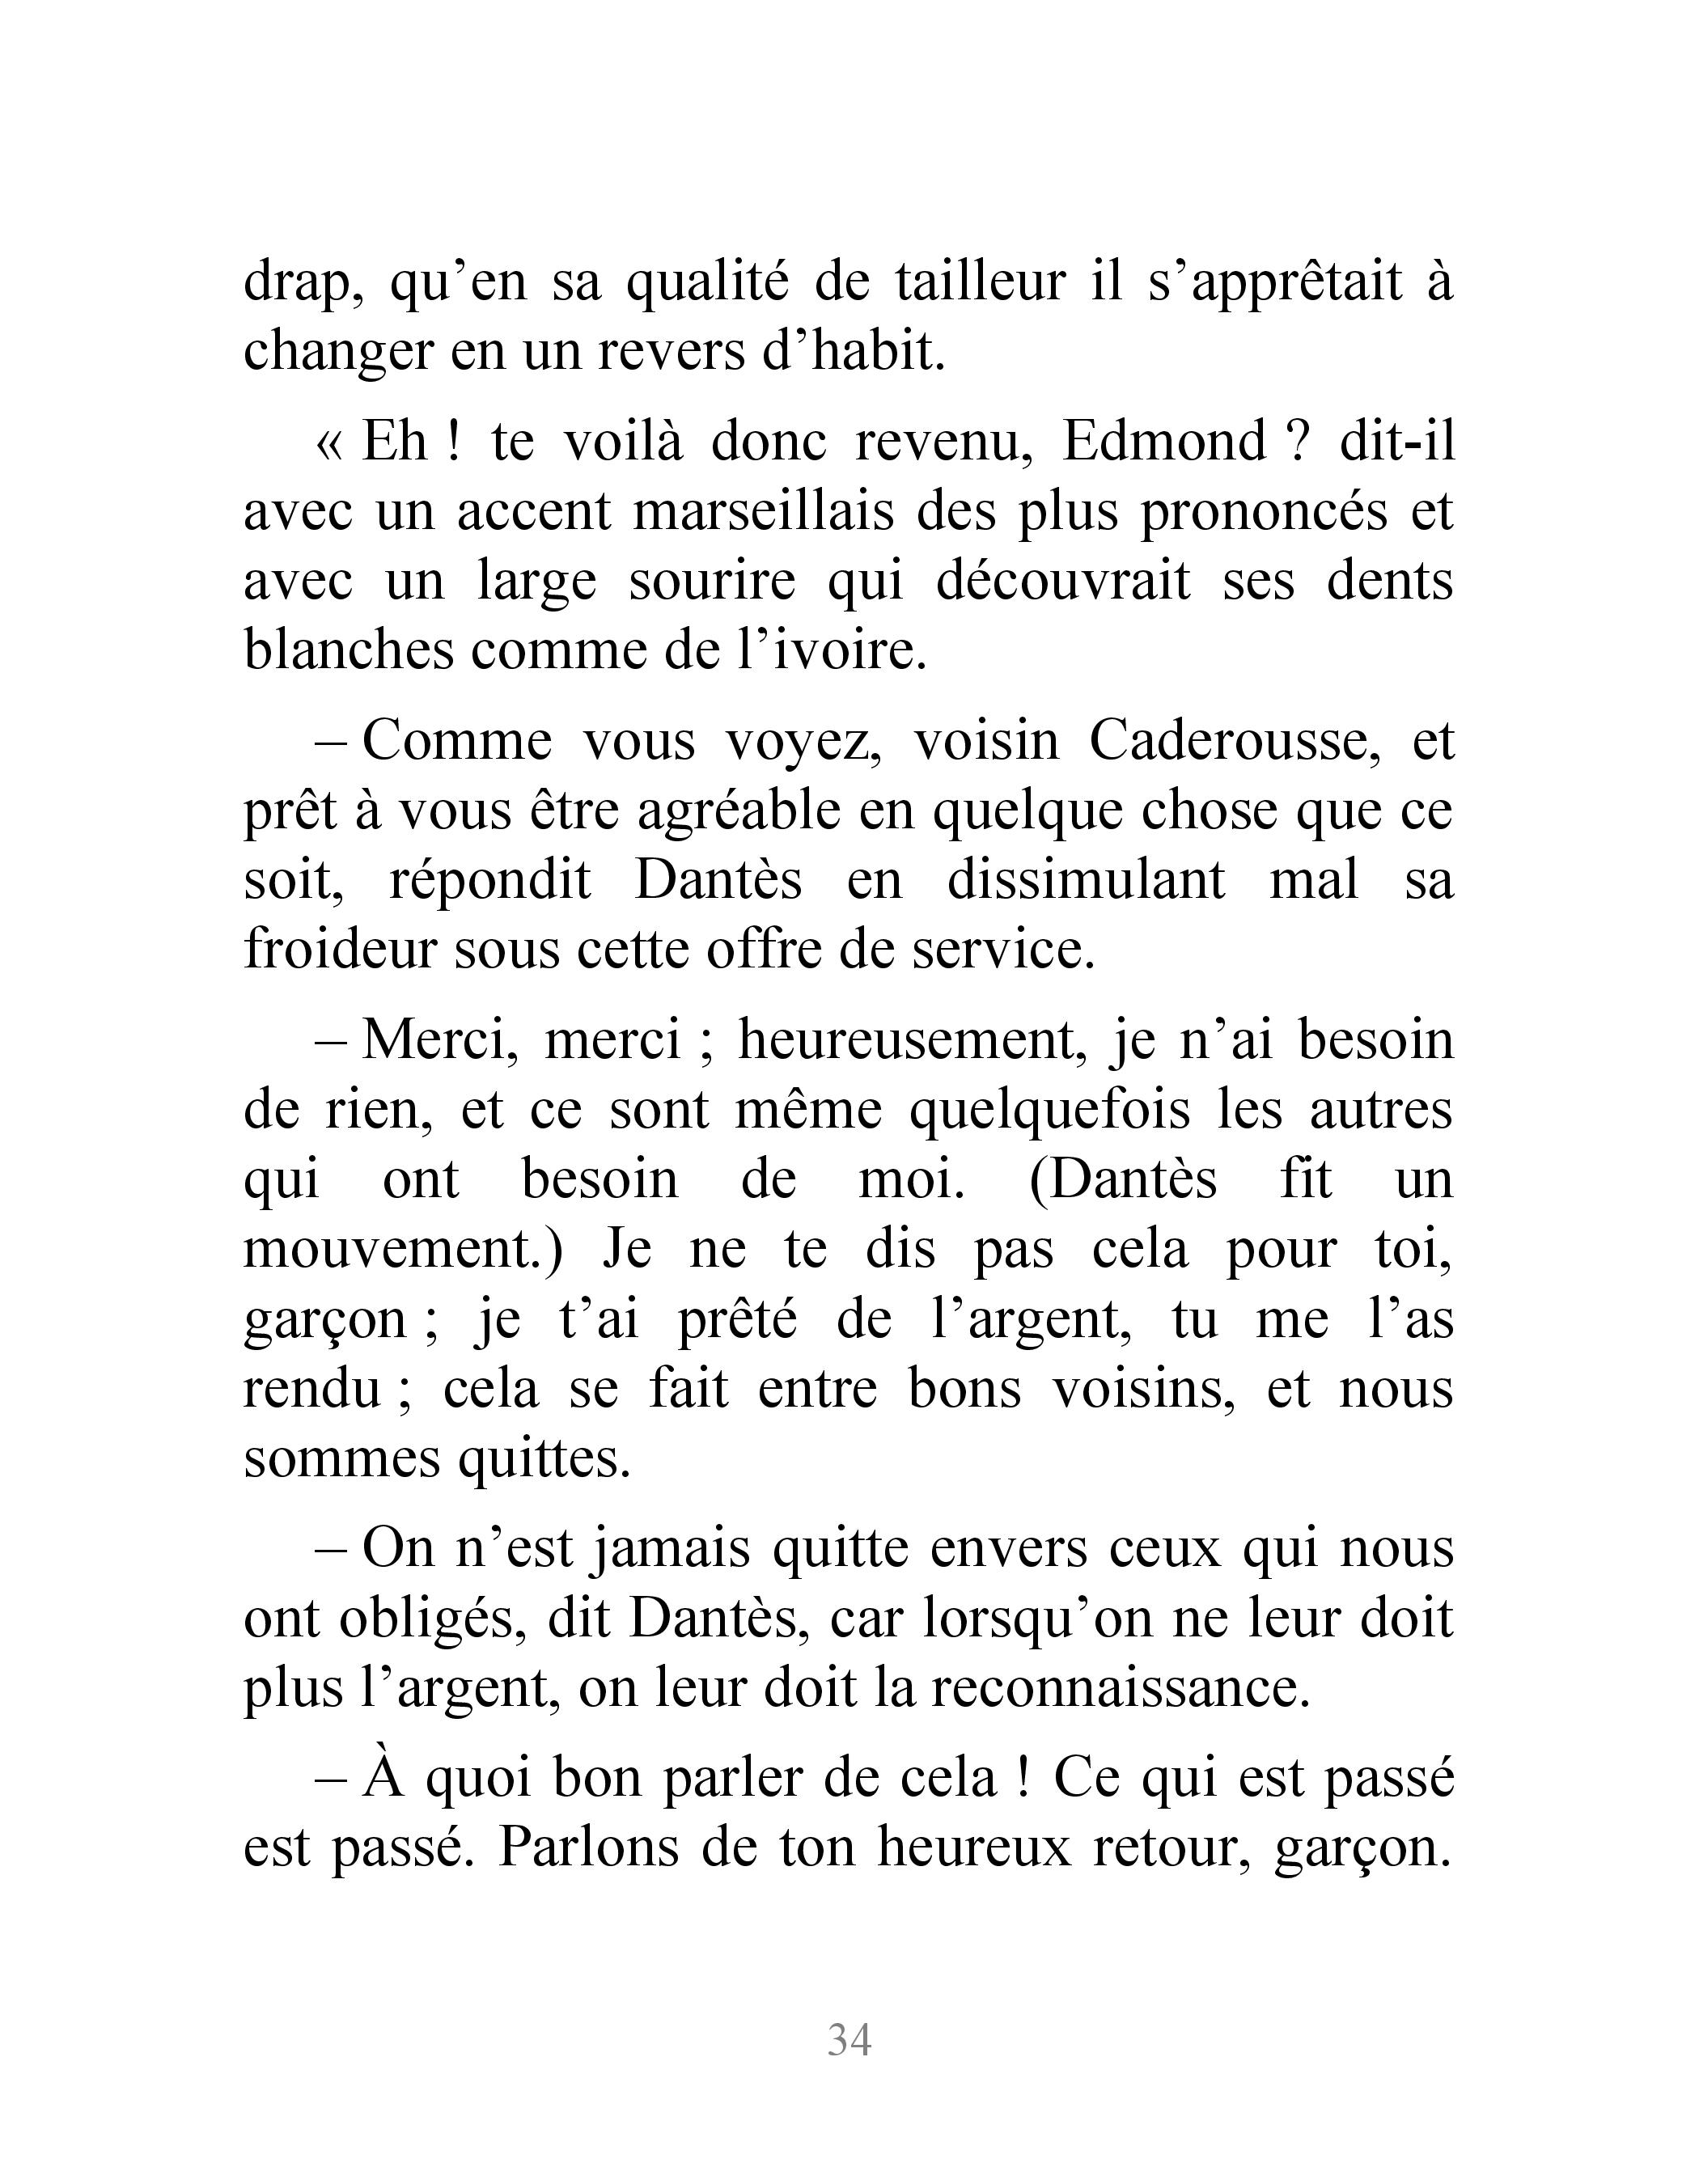 drap, qu’en sa qualité de tailleur il s’apprêtait à
changer en un revers d’habit.
« Eh ! te voilà donc revenu, Edmond ? dit-il
avec un accent marseillais des plus prononcés et
avec un large sourire qui découvrait ses dents
blanches comme de l’ivoire.
– Comme vous voyez, voisin Caderousse, et
prêt à vous être agréable en quelque chose que ce
soit, répondit Dantès en dissimulant mal sa
froideur sous cette offre de service.
– Merci, merci ; heureusement, je n’ai besoin
de rien, et ce sont même quelquefois les autres
qui ont besoin de moi. (Dantès fit un
mouvement.) Je ne te dis pas cela pour toi,
garçon ; je t’ai prêté de l’argent, tu me l’as
rendu ; cela se fait entre bons voisins, et nous
sommes quittes.
– On n’est jamais quitte envers ceux qui nous
ont obligés, dit Dantès, car lorsqu’on ne leur doit
plus l’argent, on leur doit la reconnaissance.
– À quoi bon parler de cela ! Ce qui est passé
est passé. Parlons de ton heureux retour, garçon.
34